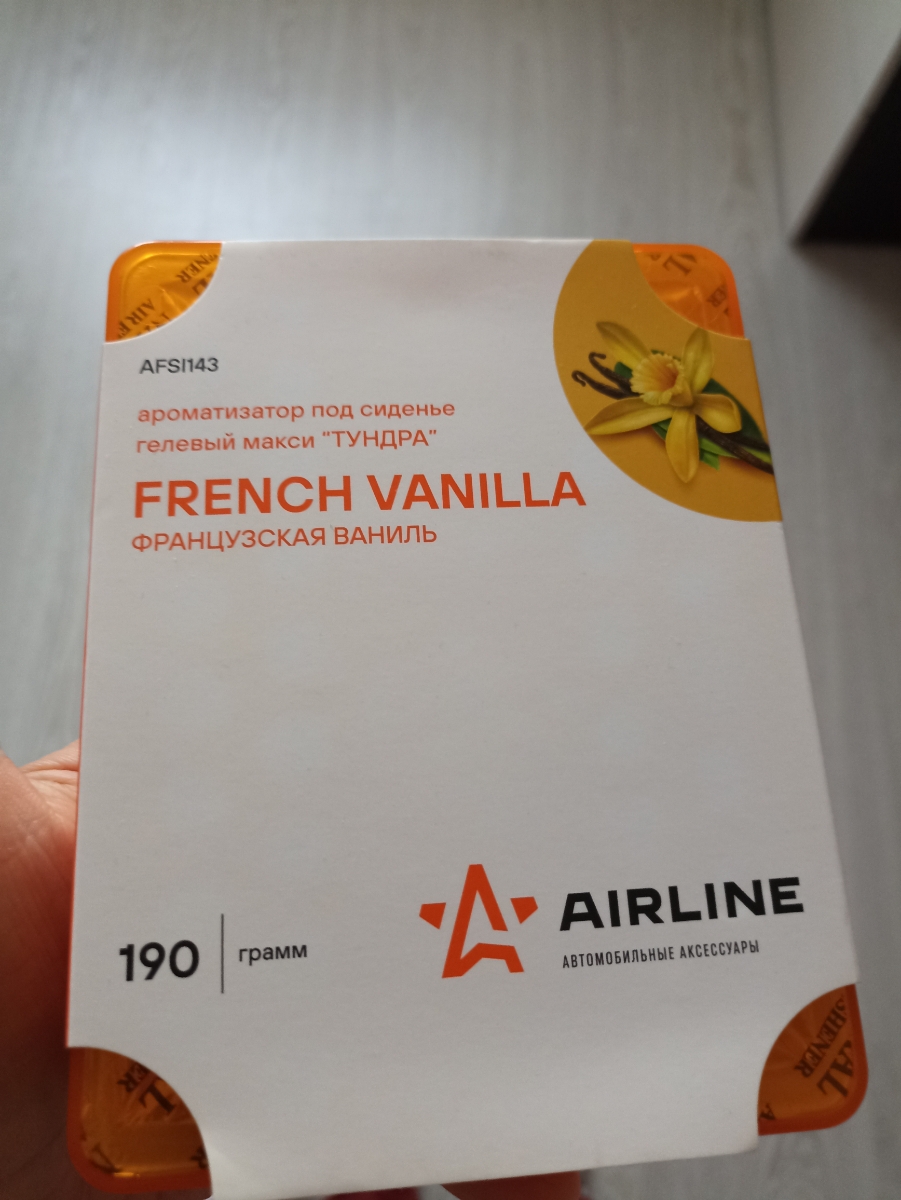 AFSI143
ароматизатор под сиденье
гелевый макси "ТУНДРА"
FRENCH VANILLA
ФРАНЦУЗСКАЯ ВАНИЛЬ
190
грамм
AIRLINE
АВТОМОБИЛЬНЫЕ АКСЕССУАРЫ